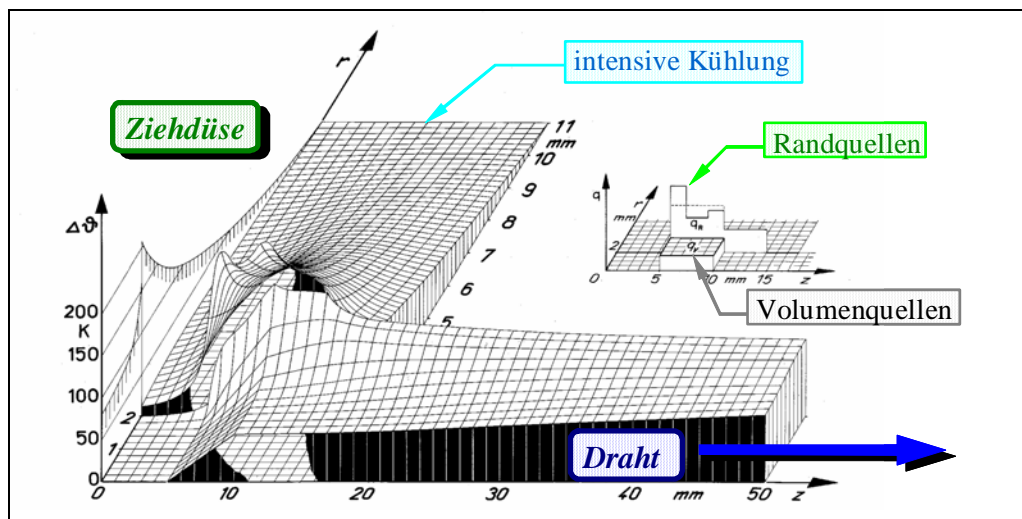 intensive Kühlung
r
Ziehdüse
11
mm
10
9
8
7
6
5
Randquellen
q
r
mm
2
q_R
q_V
0
5
10
mm
15
z
Volumenquellen
Δϑ
200
K
150
100
50
0
2
1
0
10
20
30
40
mm
50
z
Draht